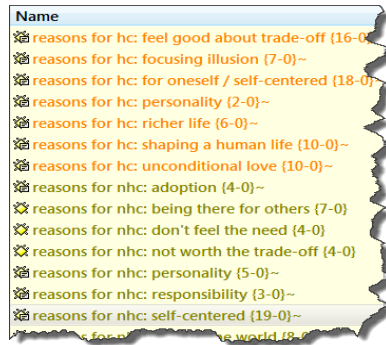 Name
reasons for hc: feel good about trade-off {16-0
reasons for hc: focusing illusion {7-0}~
reasons for hc: for oneself / self-centered {18-0}
reasons for hc: personality {2-0}~
reasons for hc: richer life {6-0}~
reasons for hc: shaping a human life {10-0}~
reasons for hc: unconditional love {10-0}~
reasons for nhc: adoption {4-0}~
reasons for nhc: being there for others {7-0}
reasons for nhc: don't feel the need {4-0}
reasons for nhc: not worth the trade-off {4-0}
reasons for nhc: personality {5-0}~
reasons for nhc: responsibility {3-0}~
reasons for nhc: self-centered {19-0}~
reasons for world {8-0